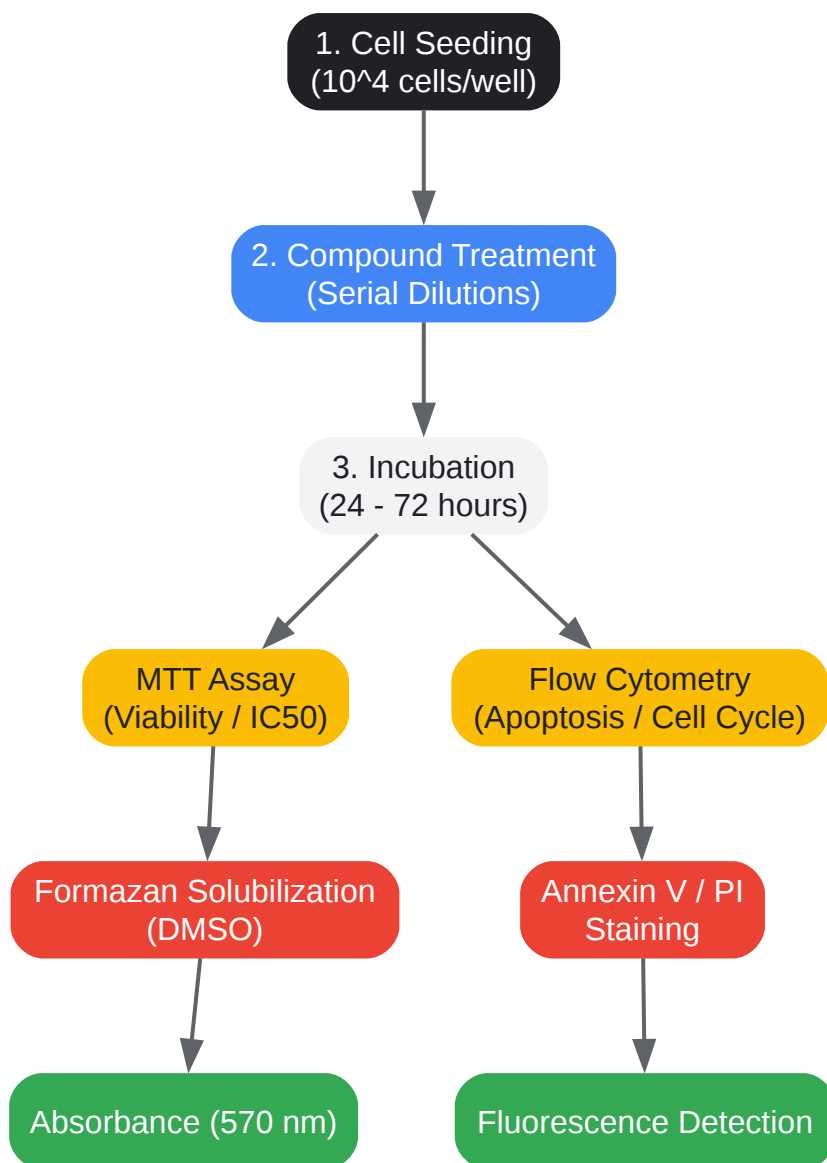 1. Cell Seeding
(10^4 cells/well)
2. Compound Treatment
(Serial Dilutions)
3. Incubation
(24 - 72 hours)
MTT Assay
(Viability / IC50)
Flow Cytometry
(Apoptosis / Cell Cycle)
Formazan Solubilization
(DMSO)
Annexin V / PI
Staining
Absorbance (570 nm)
Fluorescence Detection